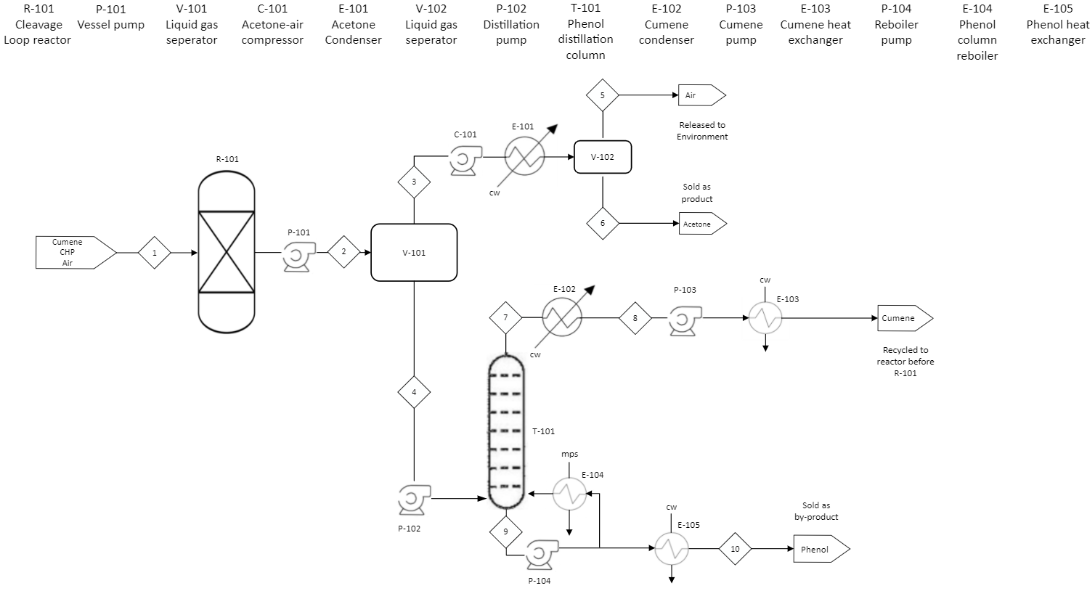 R-101 P-101 V-101 C-101 E-101 V-102 P-102 T-101 E-102 P-103 E-103 P-104 E-104 E-105
Cleavage Vessel pump Liquid gas Acetone-air Acetone Liquid gas Distillation Phenol Cumene Cumene Cumene heat Reboiler Phenol Phenol heat
Loop reactor seperator compressor Condenser seperator pump distillation condenser pump exchanger pump column exchanger
column reboiler
5
Air
Released to
Environment
C-101
E-101
R-101
V-102
3
cw
Sold as
product
6
Acetone
P-101
Cumene
CHP
Air
1
2
V-101
cw
E-102
P-103
E-103
7
8
Cumene
cw
Recycled to
reactor before
R-101
4
T-101
mps
E-104
P-102
Sold as
by-product
cw
E-105
9
10
Phenol
P-104